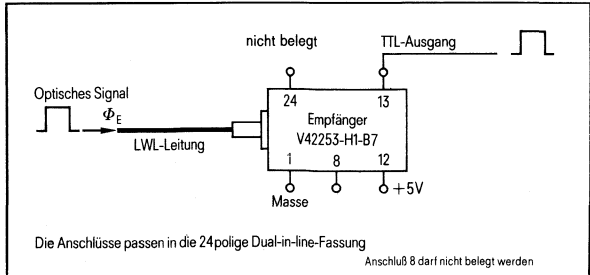 nicht belegt
TTL-Ausgang
Optisches Signal
Φ_E
24
13
Empfänger
V42253-H1-B7
LWL-Leitung
1
8
12
Masse
+5V
Die Anschlüsse passen in die 24polige Dual-in-line-Fassung
Anschluß 8 darf nicht belegt werden